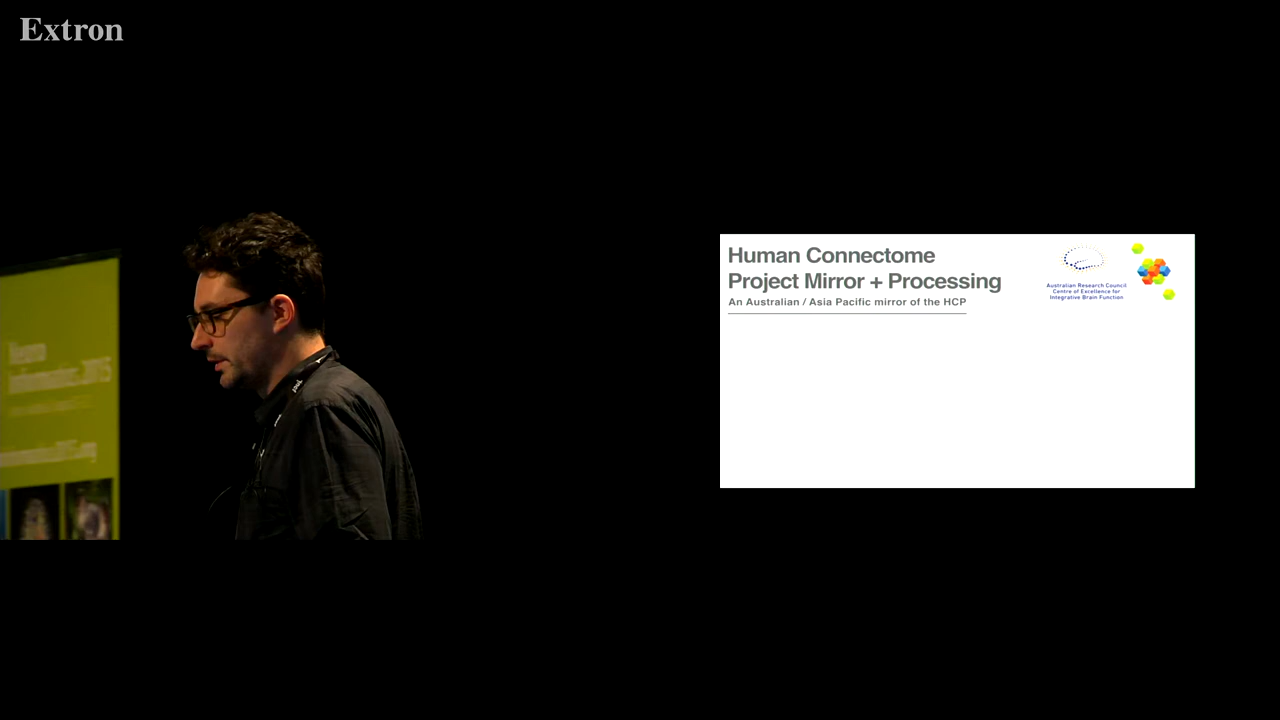 Extron
Human Connectome
Project Mirror + Processing
An Australian / Asia Pacific mirror of the HCP
Australian Research Council
Centre of Excellence for
Integrative Brain Function